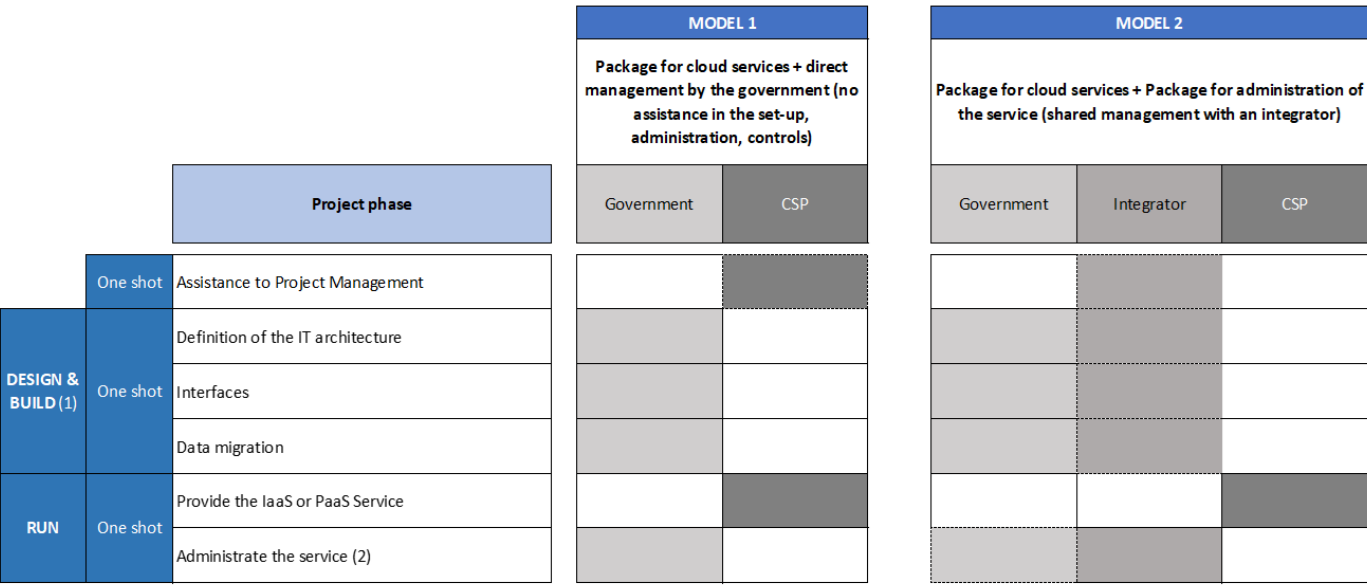 MODEL 1
MODEL 2
Package for cloud services + direct
management by the government (no
assistance in the set-up,
administration, controls)
Package for cloud services + Package for administration of
the service (shared management with an integrator)
Project phase
Government
CSP
Government
Integrator
CSP
One shot
Assistance to Project Management
DESIGN &
BUILD (1)
One shot
Definition of the IT architecture
Interfaces
Data migration
RUN
One shot
Provide the IaaS or PaaS Service
Administrate the service (2)